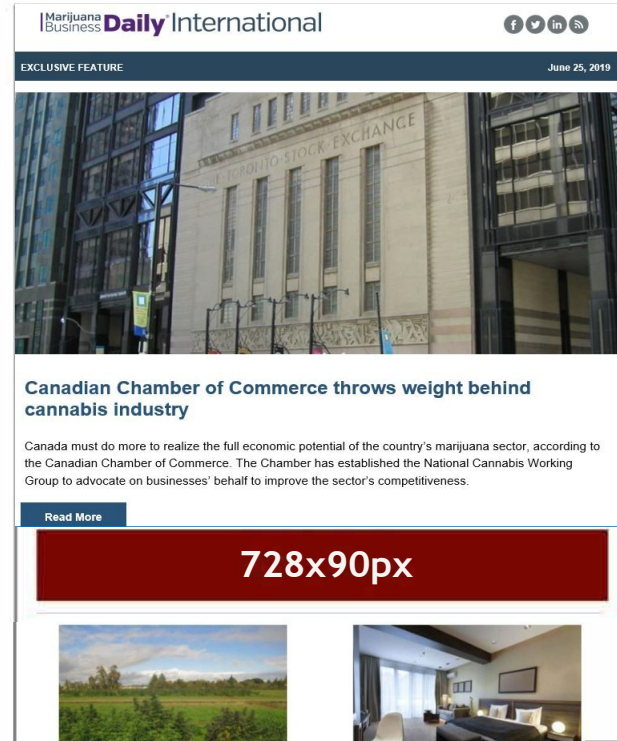 Marijuana
Business Daily International
EXCLUSIVE FEATURE
June 25, 2019
THE TORONTO STOCK EXCHANGE
Canadian Chamber of Commerce throws weight behind
cannabis industry
Canada must do more to realize the full economic potential of the country's marijuana sector, according to
the Canadian Chamber of Commerce. The Chamber has established the National Cannabis Working
Group to advocate on businesses' behalf to improve the sector's competitiveness.
Read More
728x90px